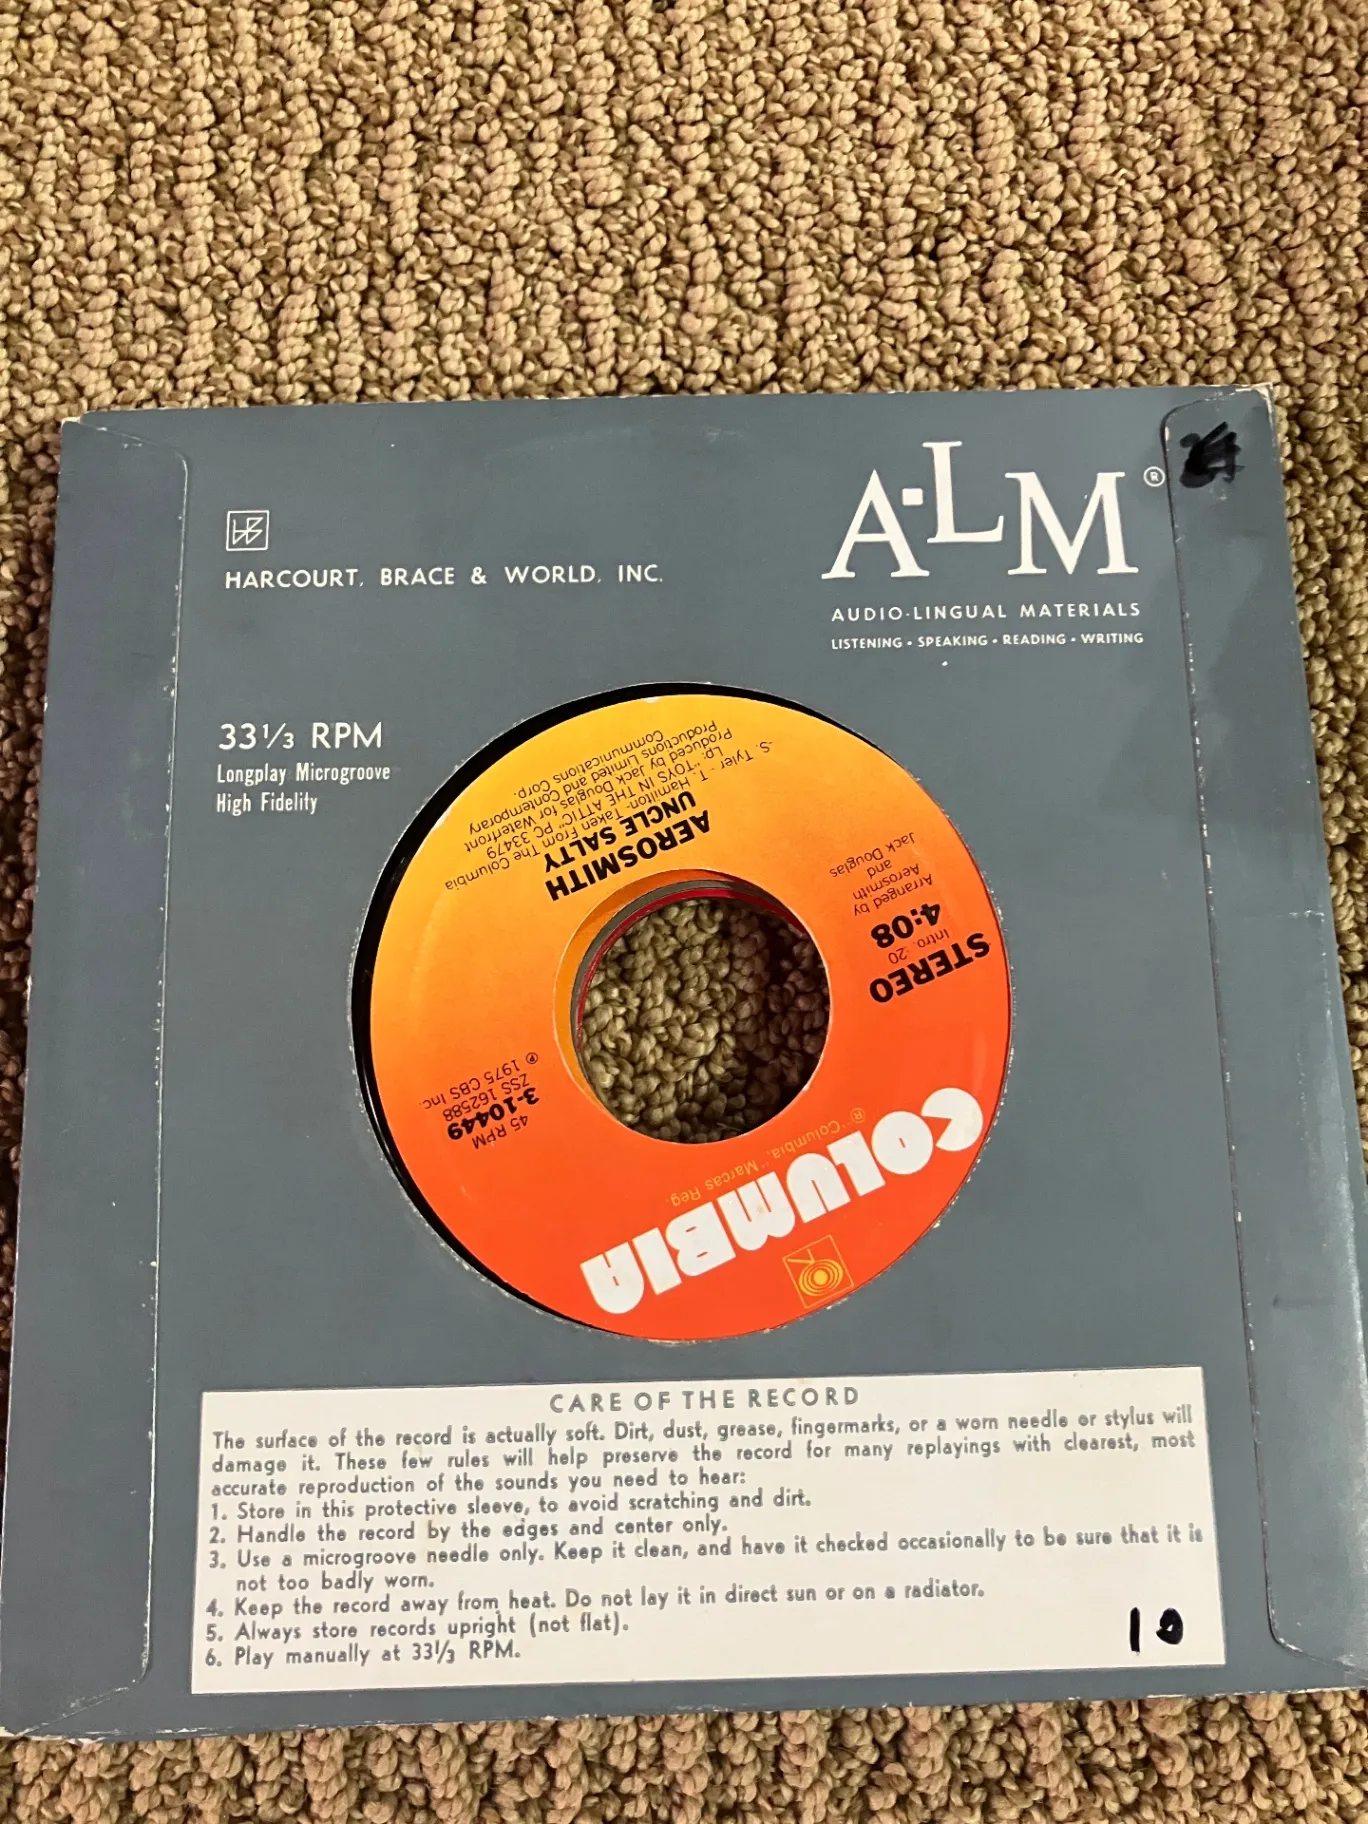 HB
HARCOURT, BRACE & WORLD, INC.
A-LM®
AUDIO-LINGUAL MATERIALS
LISTENING • SPEAKING • READING • WRITING
33⅓ RPM
Longplay Microgroove
High Fidelity
COLUMBIA
® "Columbia," Marcas Reg.
STEREO
Intro. :20
4:08
Arranged by
Aerosmith
and
Jack Douglas
45 RPM
3-10449
ZSS 162588
℗ 1975 CBS Inc.
AEROSMITH
UNCLE SALTY
S. Tyler - T. Hamilton- Taken From The Columbia
Lp: "TOYS IN THE ATTIC" PC 33479
Produced by Jack Douglas for Waterfront
Productions Limited and Contemporary
Communications Corp.
CARE OF THE RECORD
The surface of the record is actually soft. Dirt, dust, grease, fingermarks, or a worn needle or stylus will
damage it. These few rules will help preserve the record for many replayings with clearest, most
accurate reproduction of the sounds you need to hear:
1. Store in this protective sleeve, to avoid scratching and dirt.
2. Handle the record by the edges and center only.
3. Use a microgroove needle only. Keep it clean, and have it checked occasionally to be sure that it is
not too badly worn.
4. Keep the record away from heat. Do not lay it in direct sun or on a radiator.
5. Always store records upright (not flat).
6. Play manually at 33⅓ RPM.
10